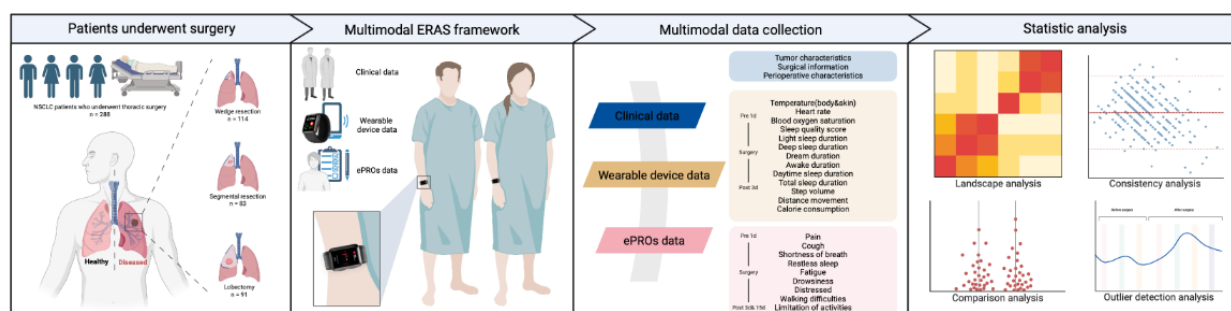 Patients underwent surgery
Multimodal ERAS framework
Multimodal data collection
Statistic analysis
NSCLC patients who underwent thoracic surgery
n = 288
Wedge resection
n = 114
Segmental resection
n = 83
Lobectomy
n = 91
Healthy
Diseased
Clinical data
Wearable
device data
ePROs data
Clinical data
Wearable device data
ePROs data
Tumor characteristics
Surgical information
Perioperative characteristics
Pre 1d
Surgery
Post 3d
Temperature(body&skin)
Heart rate
Blood oxygen saturation
Sleep quality score
Light sleep duration
Deep sleep duration
Dream duration
Awake duration
Daytime sleep duration
Total sleep duration
Step volume
Distance movement
Calorie consumption
Pre 1d
Surgery
Post 3d&
Pain
Cough
Shortness of breath
Restless sleep
Fatigue
Drowsiness
Distressed
Walking difficulties
Limitation of activities
Landscape analysis
Consistency analysis
Comparison analysis
Before surgery
After surgery
Outlier detection analysis